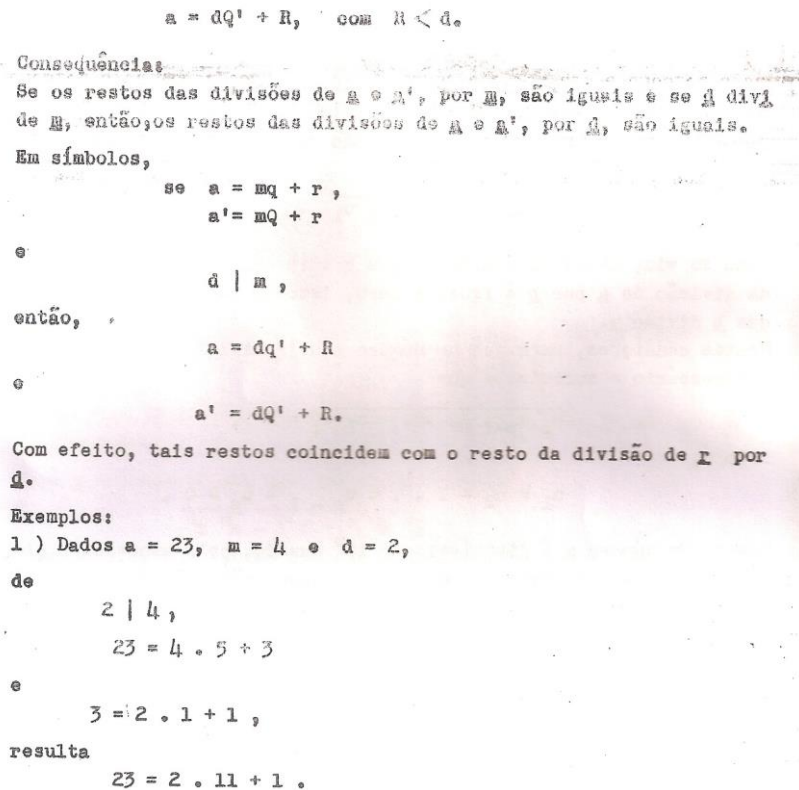 a = dQ' + R,   com R < d.
Consequência:
Se os restos das divisões de a e a', por m, são iguais e se d divi
de m, então,os restos das divisões de a e a', por d, são iguais.
Em símbolos,
se a = mq + r ,
a'= mQ + r
e
d | m ,
então,
a = dq' + R
e
a' = dQ' + R.
Com efeito, tais restos coincidem com o resto da divisão de r por
d.
Exemplos:
1 ) Dados a = 23, m = 4 e d = 2,
de
2 | 4 ,
23 = 4 . 5 + 3
e
3 = 2 . 1 + 1 ,
resulta
23 = 2 . 11 + 1 .